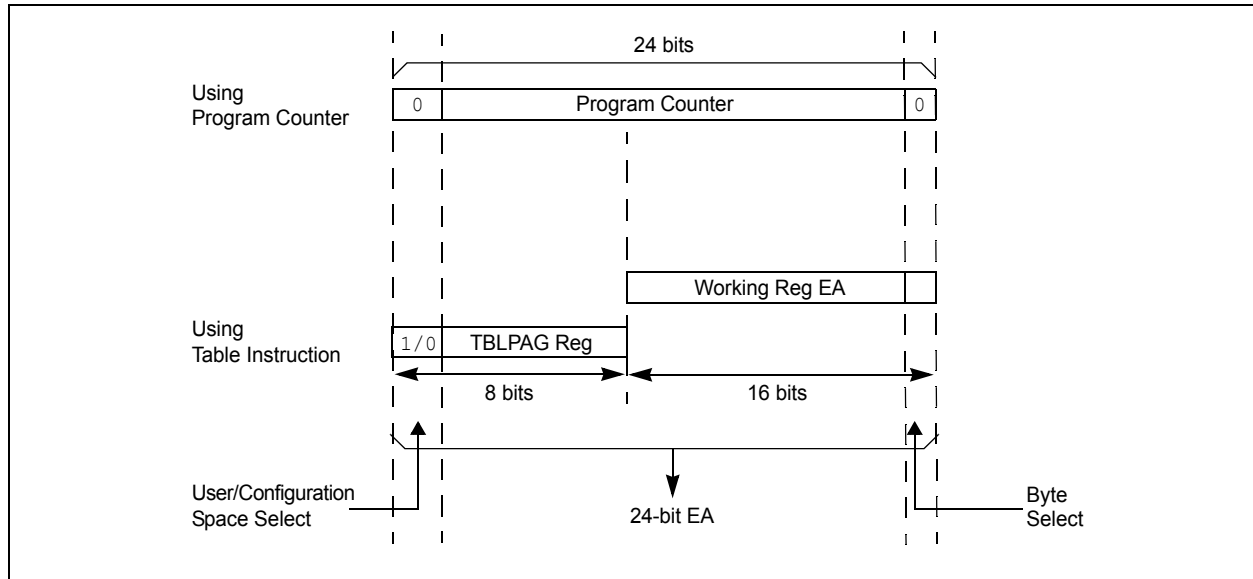 24 bits
Using
Program Counter
0
Program Counter
0
Working Reg EA
Using
Table Instruction
1/0
TBLPAG Reg
8 bits
16 bits
User/Configuration
Space Select
24-bit EA
Byte
Select